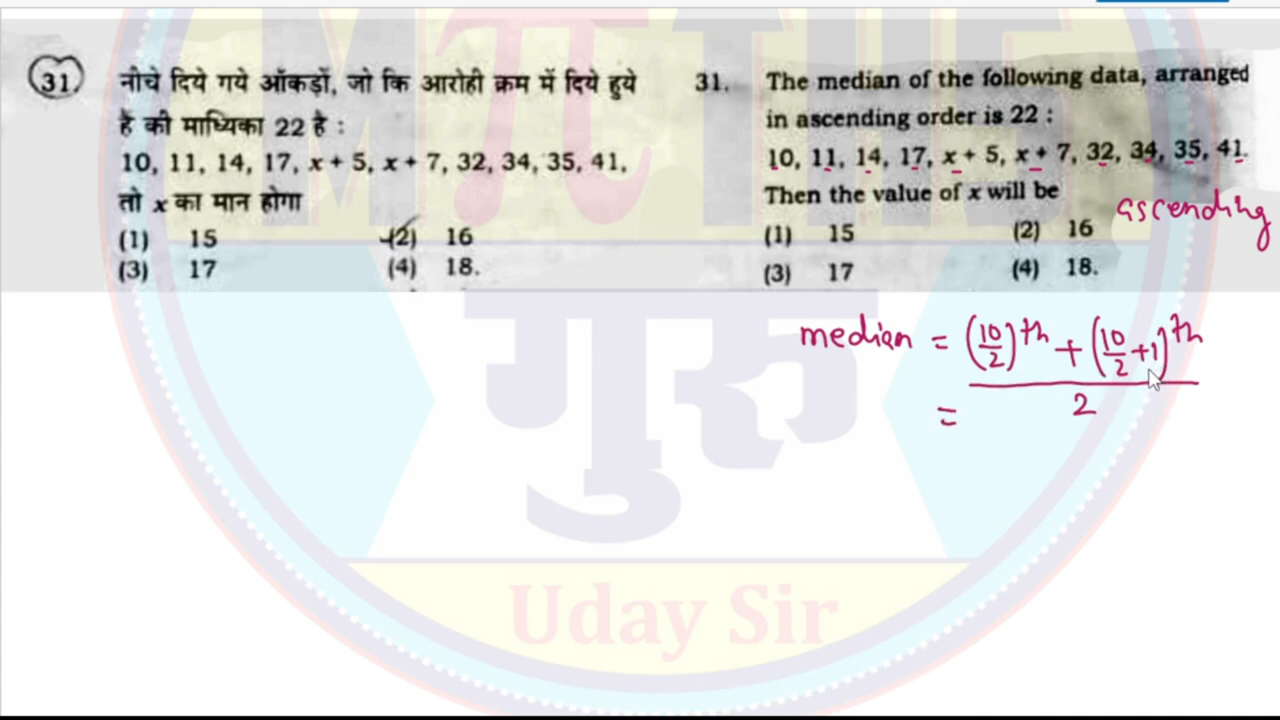 MπTHS
31. नीचे दिये गये आँकड़ों, जो कि आरोही क्रम में दिये हुये
है की माध्यिका 22 है :
10, 11, 14, 17, x + 5, x + 7, 32, 34, 35, 41,
तो x का मान होगा
(1) 15 (2) 16
(3) 17 (4) 18.
31. The median of the following data, arranged
in ascending order is 22 :
10, 11, 14, 17, x + 5, x + 7, 32, 34, 35, 41.
Then the value of x will be
ascending
(1) 15 (2) 16
(3) 17 (4) 18.
median = (10/2)th + (10/2 +1)th
2
=
गुरु
Uday Sir